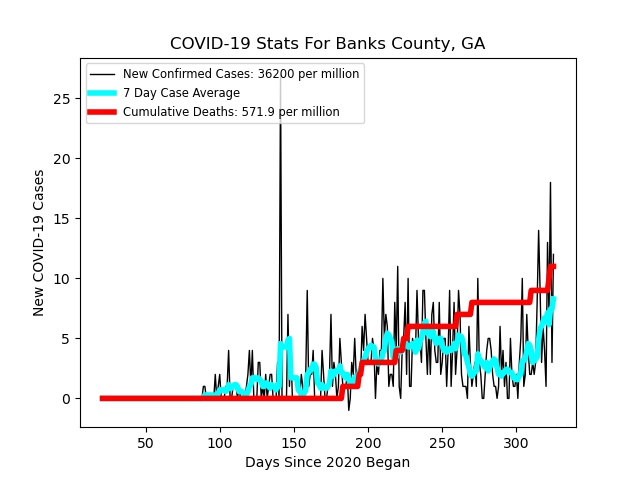 COVID-19 Stats For Banks County, GA
New Confirmed Cases: 36200 per million
7 Day Case Average
Cumulative Deaths: 571.9 per million
New COVID-19 Cases
25
20
15
10
5
0
50
100
150
200
250
300
Days Since 2020 Began